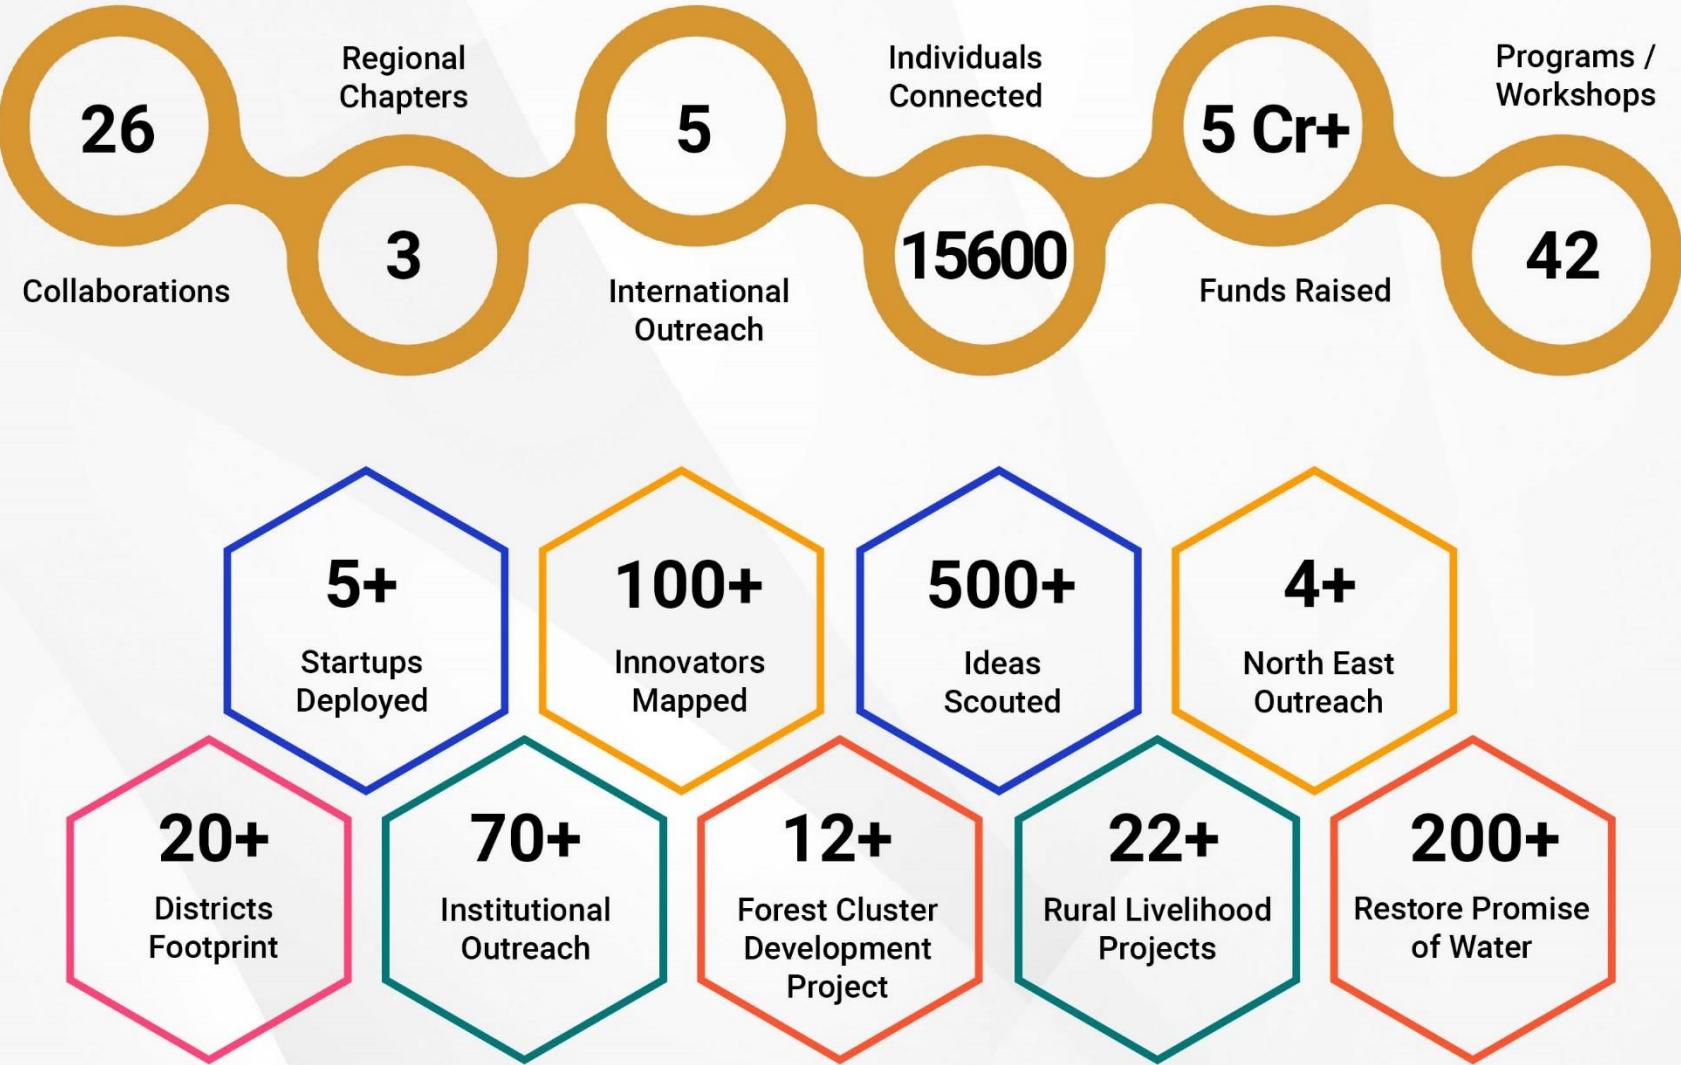 26
Collaborations
Regional
Chapters
3
5
International
Outreach
Individuals
Connected
15600
5 Cr+
Funds Raised
Programs /
Workshops
42
5+
Startups
Deployed
100+
Innovators
Mapped
500+
Ideas
Scouted
4+
North East
Outreach
20+
Districts
Footprint
70+
Institutional
Outreach
12+
Forest Cluster
Development
Project
22+
Rural Livelihood
Projects
200+
Restore Promise
of Water